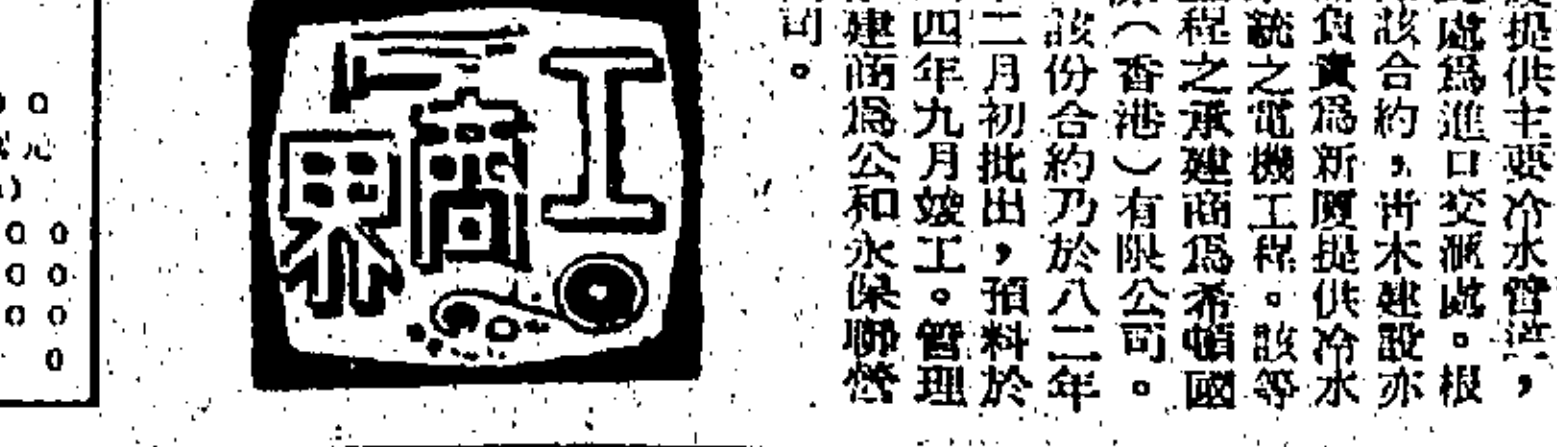 提供主要冷水管道，
處爲進口交滙處。根
該合約，靑木建設亦
負責爲新厦提供冷水
統之電機工程。該等
程之承建商爲希頓國
（香港）有限公司。
該份合約乃於八二年
二月初批出，預料於
四年九月竣工。管理
建商爲公和永保聯營
司。
工商界